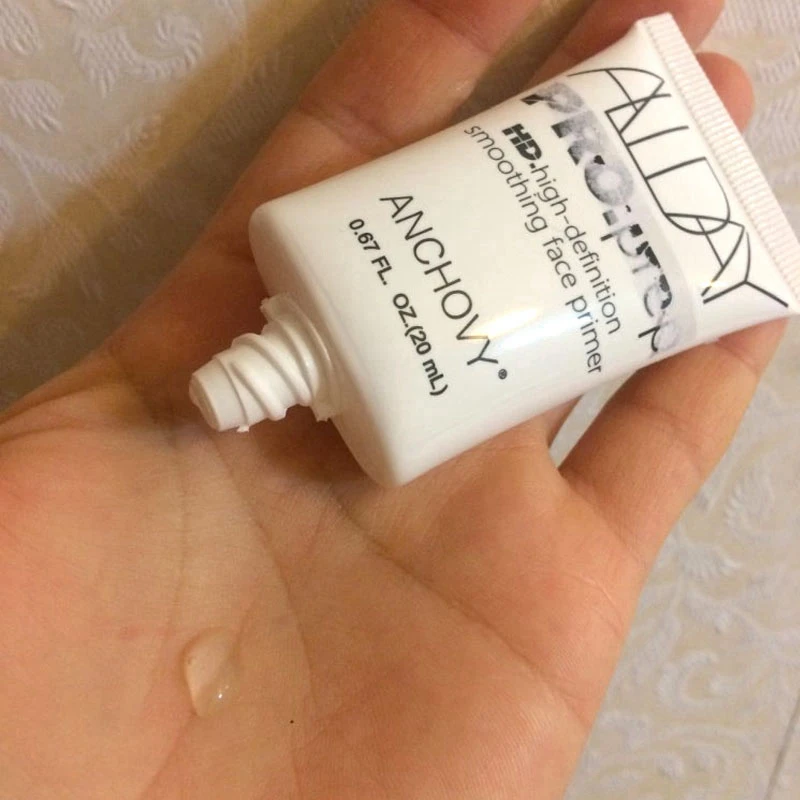 ALLDAY
PRO:prep
HD.high-definition
smoothing face primer
ANCHOVY®
0.67 FL. OZ.(20 mL)